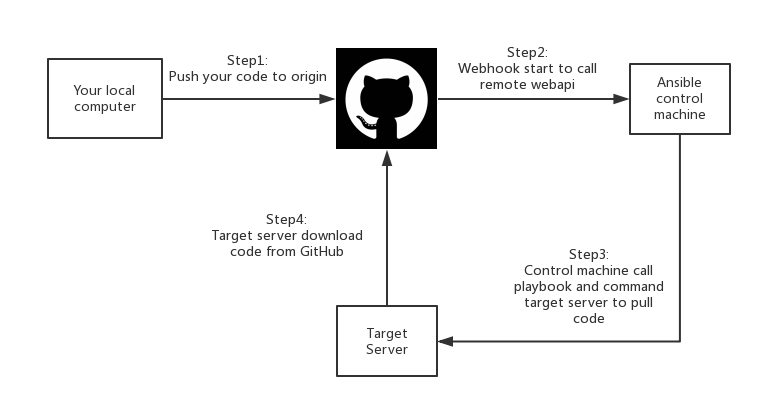 Your local
computer
Step1:
Push your code to origin
Step2:
Webhook start to call
remote webapi
Ansible
control
machine
Step3:
Control machine call
playbook and command
target server to pull
code
Target
Server
Step4:
Target server download
code from GitHub